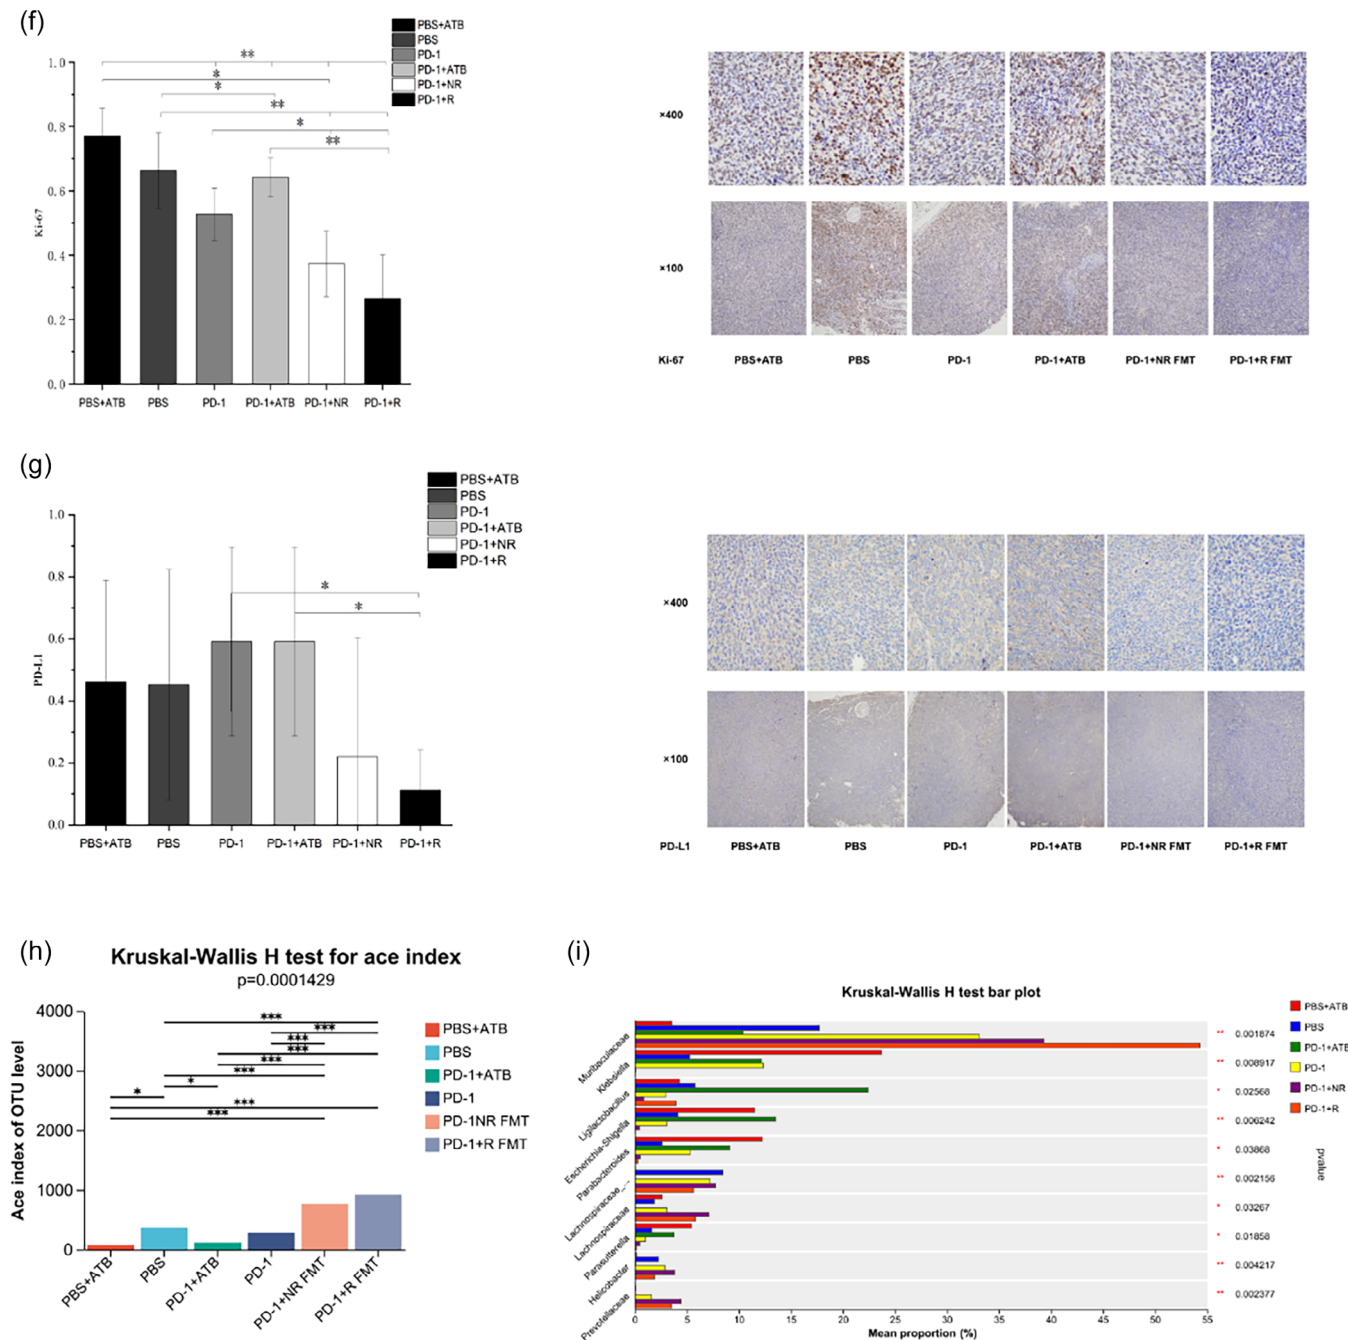 (f)
PBS+ATB
PBS
PD-1
PD-1+ATB
PD-1+NR
PD-1+R
**
*
*
**
*
**
Ki-67
1.0
0.8
0.6
0.4
0.2
0.0
PBS+ATB PBS PD-1 PD-1+ATB PD-1+NR PD-1+R
×400
×100
Ki-67 PBS+ATB PBS PD-1 PD-1+ATB PD-1+NR FMT PD-1+R FMT
(g)
PBS+ATB
PBS
PD-1
PD-1+ATB
PD-1+NR
PD-1+R
*
*
PD-L1
1.0
0.8
0.6
0.4
0.2
0.0
PBS+ATB PBS PD-1 PD-1+ATB PD-1+NR PD-1+R
×400
×100
PD-L1 PBS+ATB PBS PD-1 PD-1+ATB PD-1+NR FMT PD-1+R FMT
(h)
Kruskal-Wallis H test for ace index
p=0.0001429
Ace index of OTU level
4000
3000
2000
1000
0
***
***
***
***
***
***
*
*
***
***
PBS+ATB
PBS
PD-1+ATB
PD-1
PD-1NR FMT
PD-1+R FMT
PBS+ATB PBS PD-1+ATB PD-1 PD-1+NR FMT PD-1+R FMT
(i)
Kruskal-Wallis H test bar plot
PBS+ATB
PBS
PD-1+ATB
PD-1
PD-1+NR
PD-1+R
Muribaculaceae ** 0.001874
Klebsiella ** 0.008917
Ligilactobacillus * 0.02568
Escherichia-Shigella ** 0.006242
Parabacteroides * 0.03868
Lachnospiraceae_... ** 0.002156
Lachnospiraceae * 0.03267
Parasutterella * 0.01858
Helicobacter ** 0.004217
Prevotellaceae ** 0.002377
pvalue
0 5 10 15 20 25 30 35 40 45 50 55
Mean proportion (%)